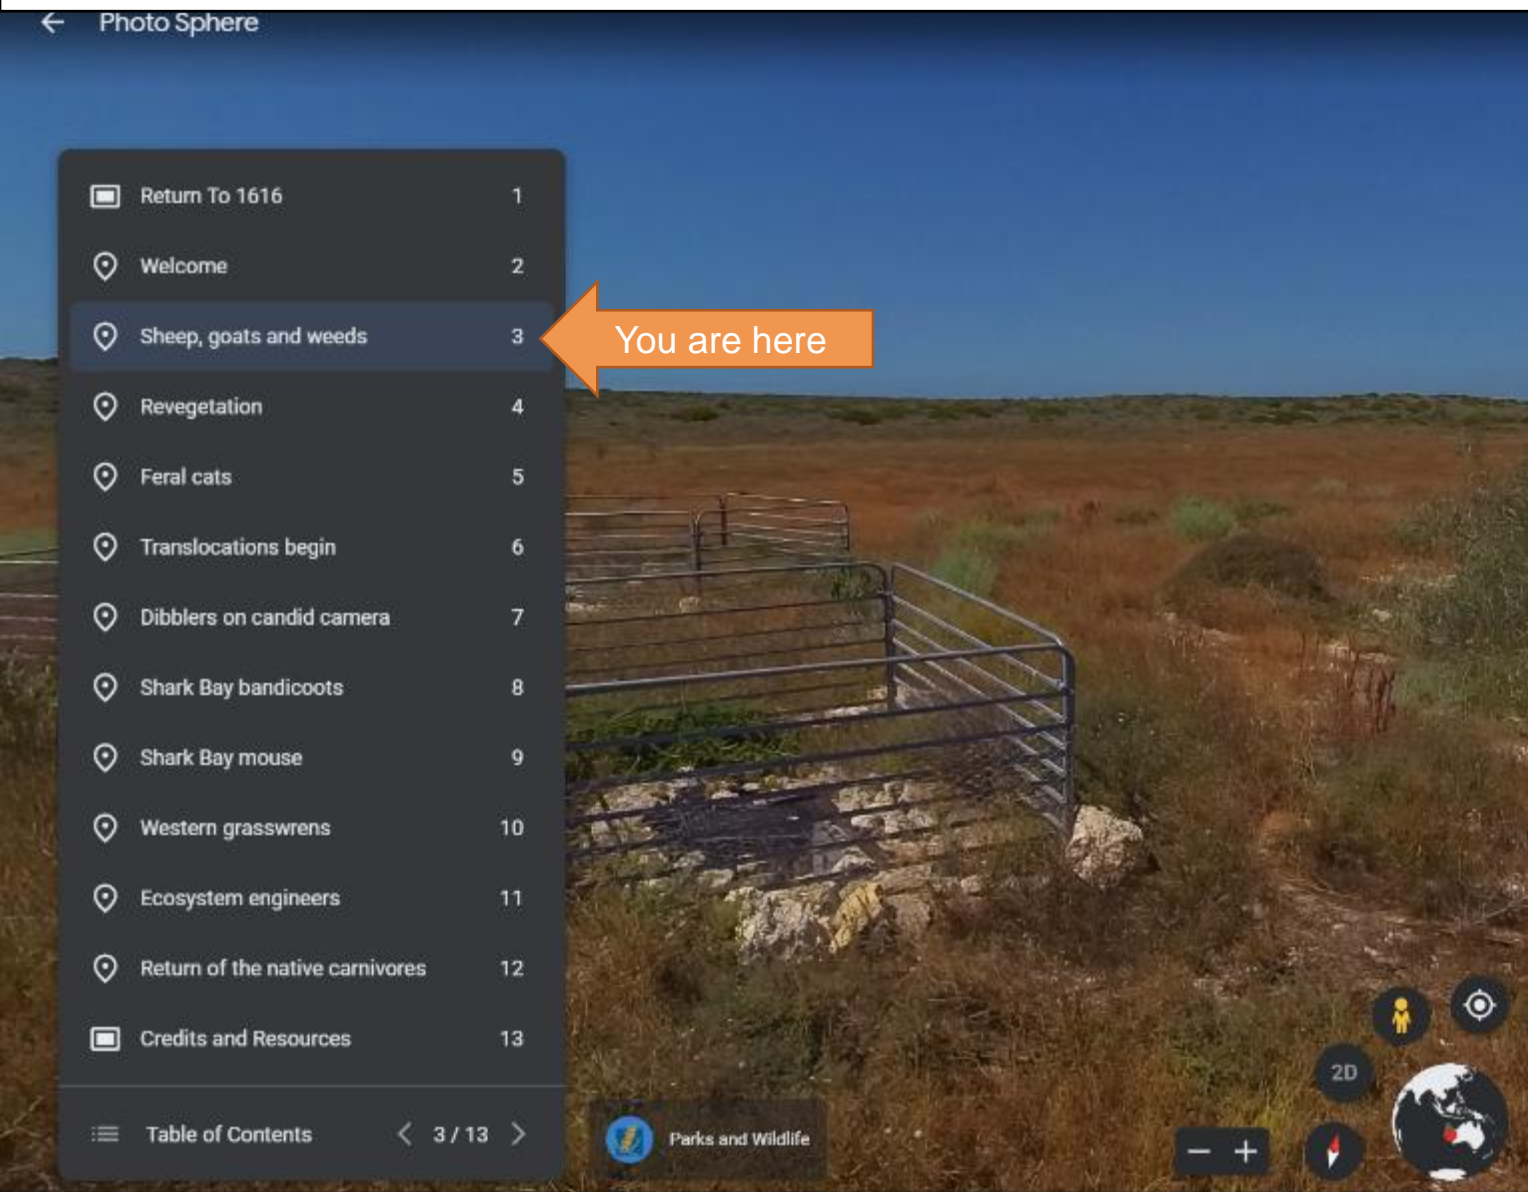 Photo Sphere
Return To 1616 1
Welcome 2
Sheep, goats and weeds 3
You are here
Revegetation 4
Feral cats 5
Translocations begin 6
Dibblers on candid camera 7
Shark Bay bandicoots 8
Shark Bay mouse 9
Western grasswrens 10
Ecosystem engineers 11
Return of the native carnivores 12
Credits and Resources 13
Table of Contents < 3 / 13 >
Parks and Wildlife
2D
− +